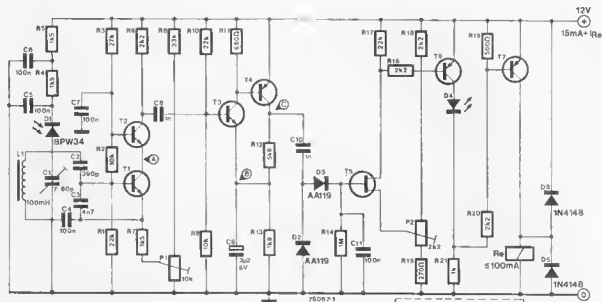 12V
15mA+IRe
R5
1k5
C6
100n
R4
1k5
C5
100n
D1
BPW34
L1
100mH
C1
80p
C2
390p
C3
4n7
C4
100n
C7
100n
R3
22k
R2
10k
R1
22k
R6
2k2
T2
A
T1
R7
1k5
P1
10k
R8
33k
C8
1n
R10
22k
R9
10k
R11
680Ω
T3
T4
C
B
R12
5k6
R13
1k8
C9
3μ2
6V
C10
1n
D3
AA119
D2
AA119
R14
1M
C11
100n
T5
R17
22k
R16
2k2
R18
2k2
P2
2k2
R15
270Ω
T6
D4
R21
1k
R20
2k2
R19
560Ω
T7
Re
≤100mA
D6
1N4148
D5
1N4148
0